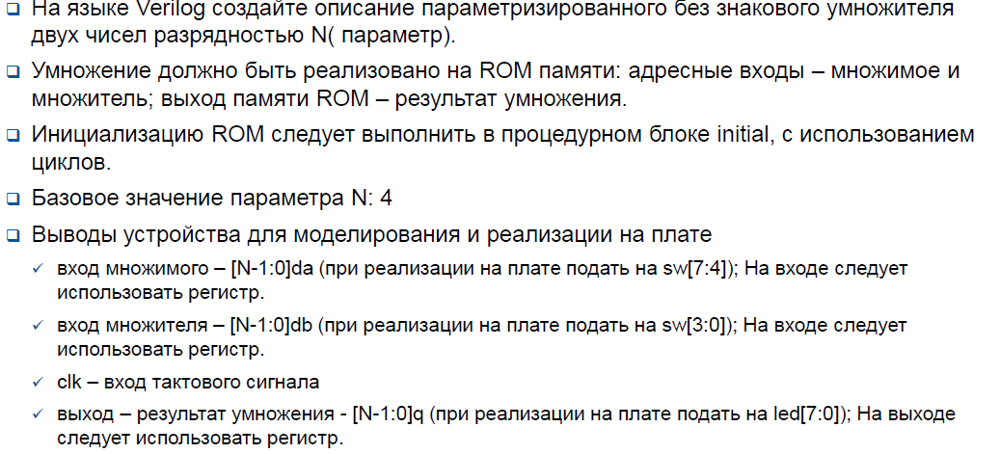 На языке Verilog создайте описание параметризированного без знакового умножителя
двух чисел разрядностью N( параметр).
Умножение должно быть реализовано на ROM памяти: адресные входы – множимое и
множитель; выход памяти ROM – результат умножения.
Инициализацию ROM следует выполнить в процедурном блоке initial, с использованием
циклов.
Базовое значение параметра N: 4
Выводы устройства для моделирования и реализации на плате
вход множимого – [N-1:0]da (при реализации на плате подать на sw[7:4]); На входе следует
использовать регистр.
вход множителя – [N-1:0]db (при реализации на плате подать на sw[3:0]); На входе следует
использовать регистр.
clk – вход тактового сигнала
выход – результат умножения - [N-1:0]q (при реализации на плате подать на led[7:0]); На выходе
следует использовать регистр.